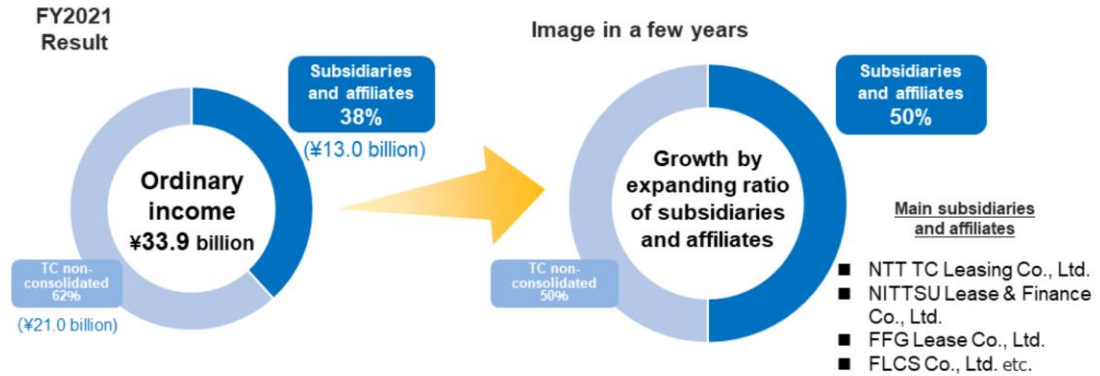 FY2021
Result
Subsidiaries
and affiliates
38%
(¥13.0 billion)
Ordinary
income
¥33.9 billion
TC non-
consolidated
62%
(¥21.0 billion)
Image in a few years
Subsidiaries
and affiliates
50%
Growth by
expanding ratio
of subsidiaries
and affiliates
TC non-
consolidated
50%
Main subsidiaries
and affiliates
■ NTT TC Leasing Co., Ltd.
■ NITTSU Lease & Finance
Co., Ltd.
■ FFG Lease Co., Ltd.
■ FLCS Co., Ltd. etc.